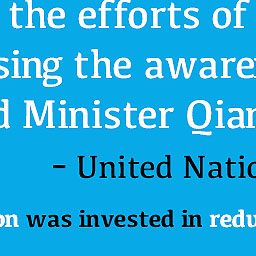 the efforts of
sing the aware
d Minister Qian
- United Natio
on was invested in redu